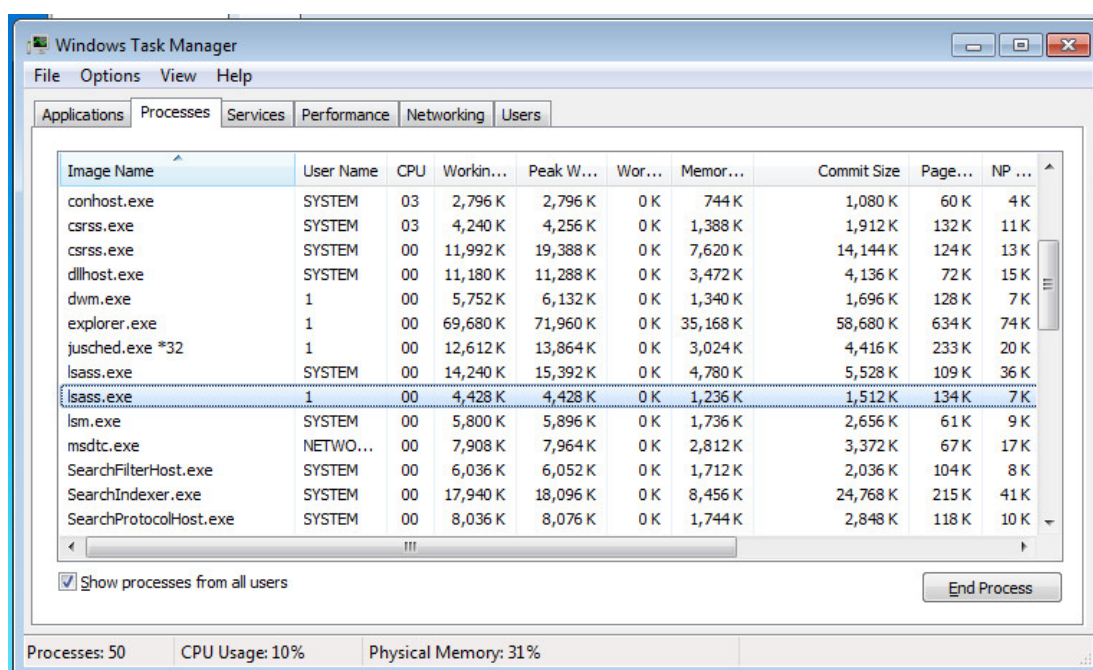 Windows Task Manager
File Options View Help
Applications Processes Services Performance Networking Users
Image Name User Name CPU Workin... Peak W... Wor... Memor... Commit Size Page... NP ...
conhost.exe SYSTEM 03 2,796 K 2,796 K 0 K 744 K 1,080 K 60 K 4 K
csrss.exe SYSTEM 03 4,240 K 4,256 K 0 K 1,388 K 1,912 K 132 K 11 K
csrss.exe SYSTEM 00 11,992 K 19,388 K 0 K 7,620 K 14,144 K 124 K 13 K
dllhost.exe SYSTEM 00 11,180 K 11,288 K 0 K 3,472 K 4,136 K 72 K 15 K
dwm.exe 1 00 5,752 K 6,132 K 0 K 1,340 K 1,696 K 128 K 7 K
explorer.exe 1 00 69,680 K 71,960 K 0 K 35,168 K 58,680 K 634 K 74 K
jusched.exe *32 1 00 12,612 K 13,864 K 0 K 3,024 K 4,416 K 233 K 20 K
lsass.exe SYSTEM 00 14,240 K 15,392 K 0 K 4,780 K 5,528 K 109 K 36 K
lsass.exe 1 00 4,428 K 4,428 K 0 K 1,236 K 1,512 K 134 K 7 K
lsm.exe SYSTEM 00 5,800 K 5,896 K 0 K 1,736 K 2,656 K 61 K 9 K
msdtc.exe NETWO... 00 7,908 K 7,964 K 0 K 2,812 K 3,372 K 67 K 17 K
SearchFilterHost.exe SYSTEM 00 6,036 K 6,052 K 0 K 1,712 K 2,036 K 104 K 8 K
SearchIndexer.exe SYSTEM 00 17,940 K 18,096 K 0 K 8,456 K 24,768 K 215 K 41 K
SearchProtocolHost.exe SYSTEM 00 8,036 K 8,076 K 0 K 1,744 K 2,848 K 118 K 10 K
Show processes from all users
End Process
Processes: 50 CPU Usage: 10% Physical Memory: 31%